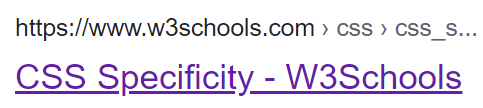 https://www.w3schools.com › css › css_s...
CSS Specificity - W3Schools